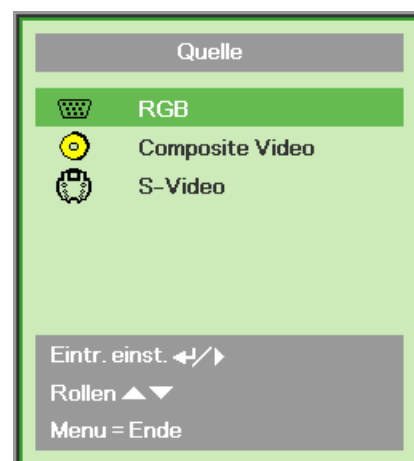 Quelle
RGB
Composite Video
S-Video
Eintr. einst. ↵/▶
Rollen ▲▼
Menu = Ende